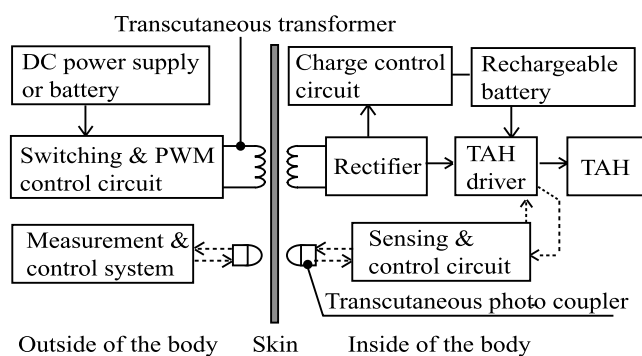 Transcutaneous transformer
DC power supply
or battery
Charge control
circuit
Rechargeable
battery
Switching & PWM
control circuit
Rectifier
TAH
driver
TAH
Measurement &
control system
Sensing &
control circuit
Transcutaneous photo coupler
Outside of the body
Skin
Inside of the body